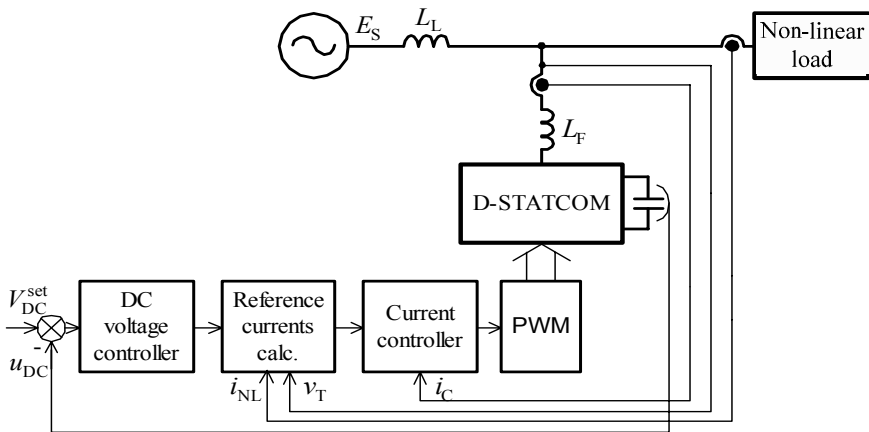 E_S
L_L
Non-linear
load
L_F
D-STATCOM
V_DC^set
DC
voltage
controller
Reference
currents
calc.
Current
controller
PWM
-
u_DC
i_NL
v_T
i_C